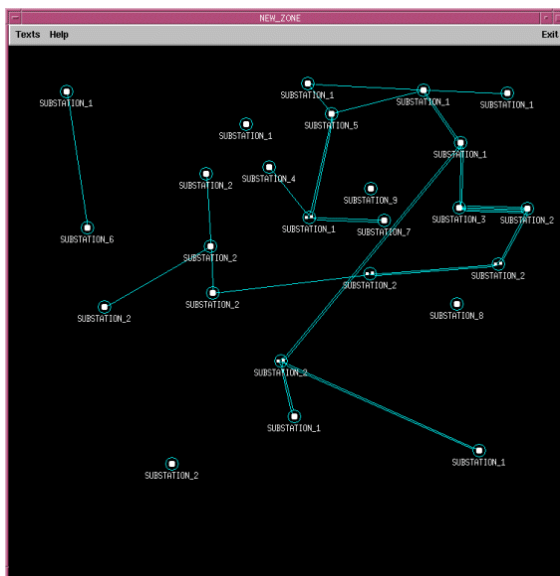 NEW_ZONE
Texts Help Exit
SUBSTATION_1
SUBSTATION_1
SUBSTATION_1
SUBSTATION_1
SUBSTATION_5
SUBSTATION_1
SUBSTATION_1
SUBSTATION_4
SUBSTATION_2
SUBSTATION_9
SUBSTATION_3
SUBSTATION_2
SUBSTATION_1
SUBSTATION_7
SUBSTATION_6
SUBSTATION_2
SUBSTATION_2
SUBSTATION_2
SUBSTATION_2
SUBSTATION_2
SUBSTATION_8
SUBSTATION_2
SUBSTATION_1
SUBSTATION_1
SUBSTATION_2